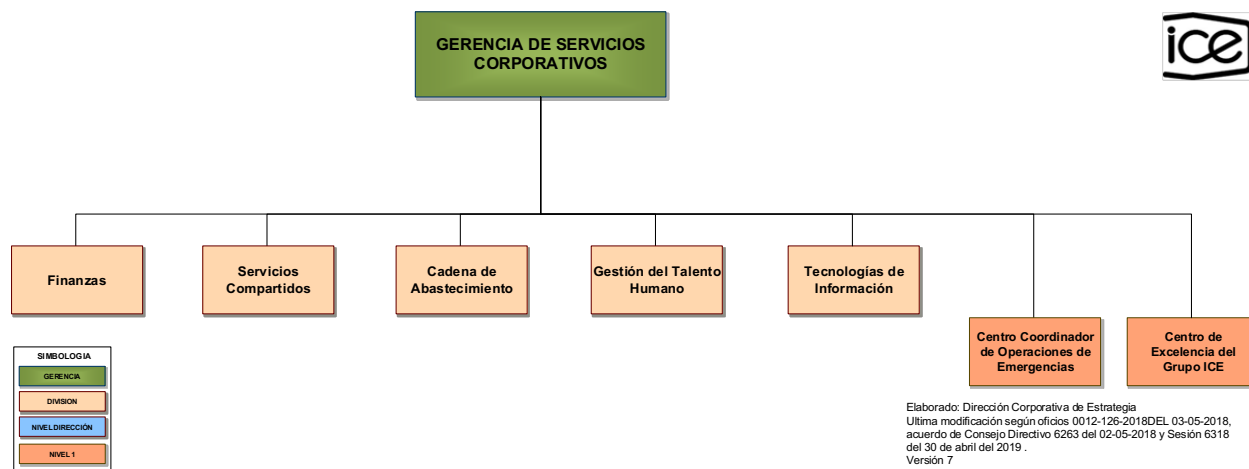 GERENCIA DE SERVICIOS
CORPORATIVOS
ice
Finanzas
Servicios
Compartidos
Cadena de
Abastecimiento
Gestión del Talento
Humano
Tecnologías de
Información
Centro Coordinador
de Operaciones de
Emergencias
Centro de
Excelencia del
Grupo ICE
SIMBOLOGIA
GERENCIA
DIVISION
NIVEL DIRECCIÓN
NIVEL 1
Elaborado: Dirección Corporativa de Estrategia
Ultima modificación según oficios 0012-126-2018DEL 03-05-2018,
acuerdo de Consejo Directivo 6263 del 02-05-2018 y Sesión 6318
del 30 de abril del 2019 .
Versión 7